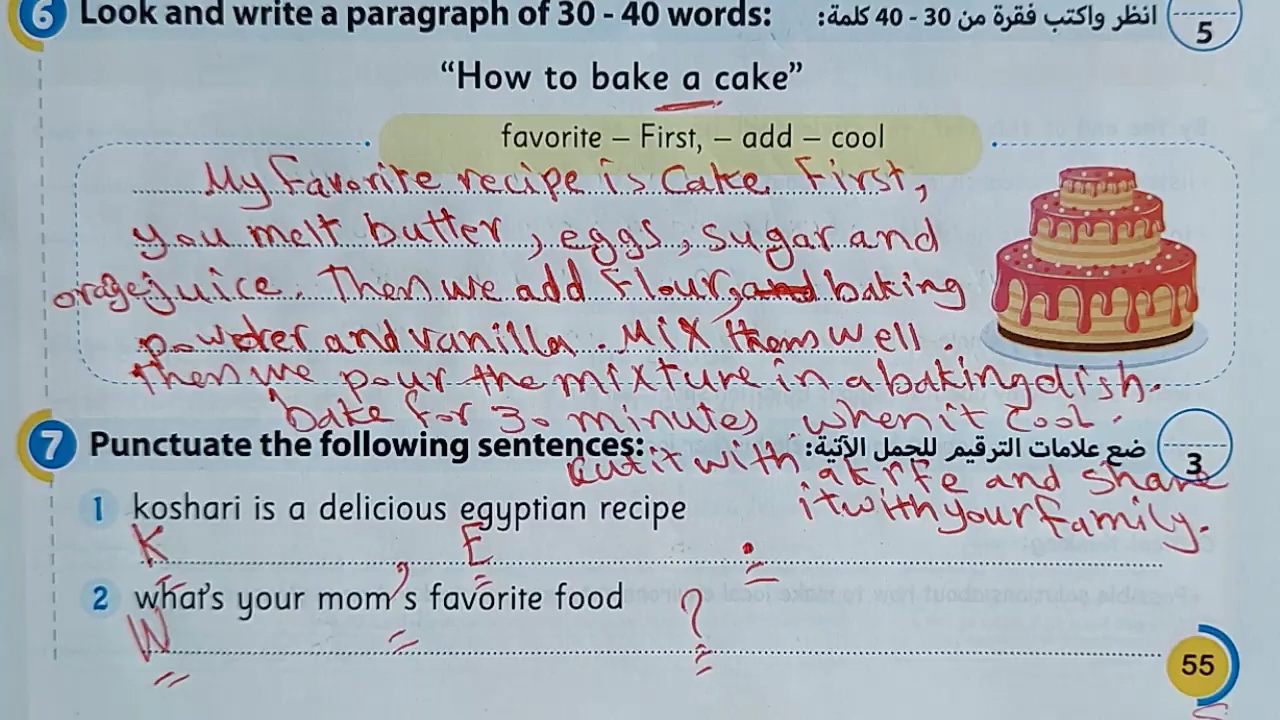 6 Look and write a paragraph of 30 - 40 words: انظر واكتب فقرة من 30 - 40 كلمة:
5
“How to bake a cake”
favorite – First, – add – cool
My favorite recipe is cake. First,
you melt butter, eggs, sugar and
orage juice. Then we add flour, and baking
powder and vanilla. Mix them well
then we pour the mixture in a baking dish.
bake for 30 minutes when it cool.
7 Punctuate the following sentences: ضع علامات الترقيم للجمل الآتية:
3
cut it with a knife and share
it with your family.
1 koshari is a delicious egyptian recipe
K E .
2 what's your mom s favorite food
W ' ?
55